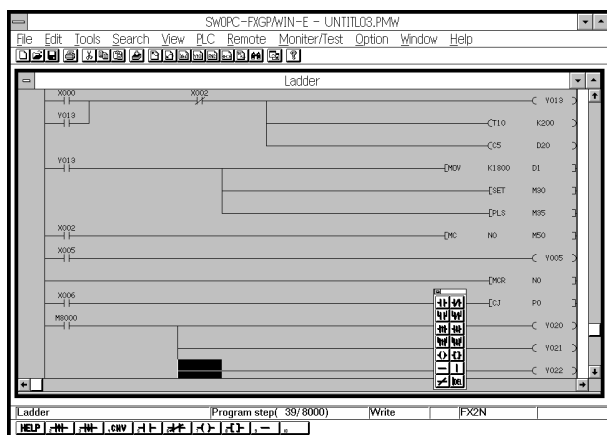 SW0PC-FXGP/WIN-E - UNTITL03.PMW
File Edit Tools Search View PLC Remote Moniter/Test Option Window Help
Ladder
X000 X002 Y013
Y013 T10 K200
C5 D20
Y013 MOV K1800 D1
SET M30
PLS M35
X002 MC N0 M50
X005 Y005
MCR N0
X006 CJ P0
M8000 Y020
Y021
Y022
DEL
Ladder Program step( 39/8000) Write FX2N
HELP .CNV